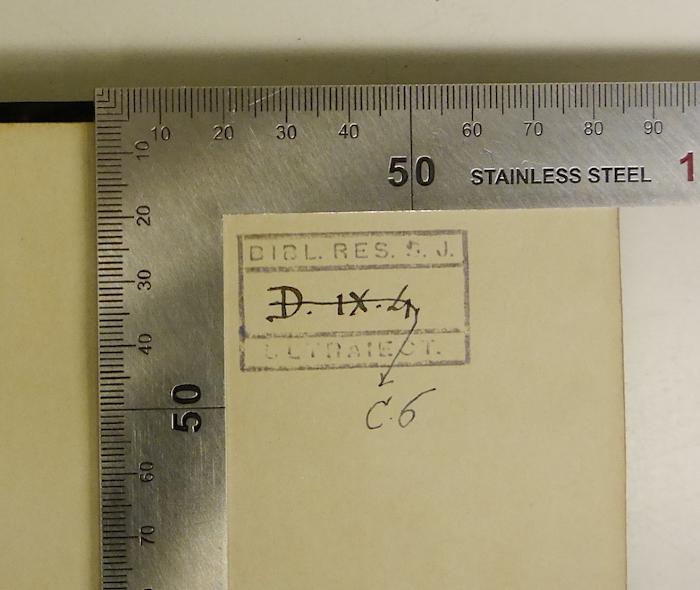 10 20 30 40 50 60 70 80 90 1
STAINLESS STEEL
10
20
30
40
50
60
70
BIBL. RES. S. J.
D. IX. 4
ULTRAIECT.
C. 6